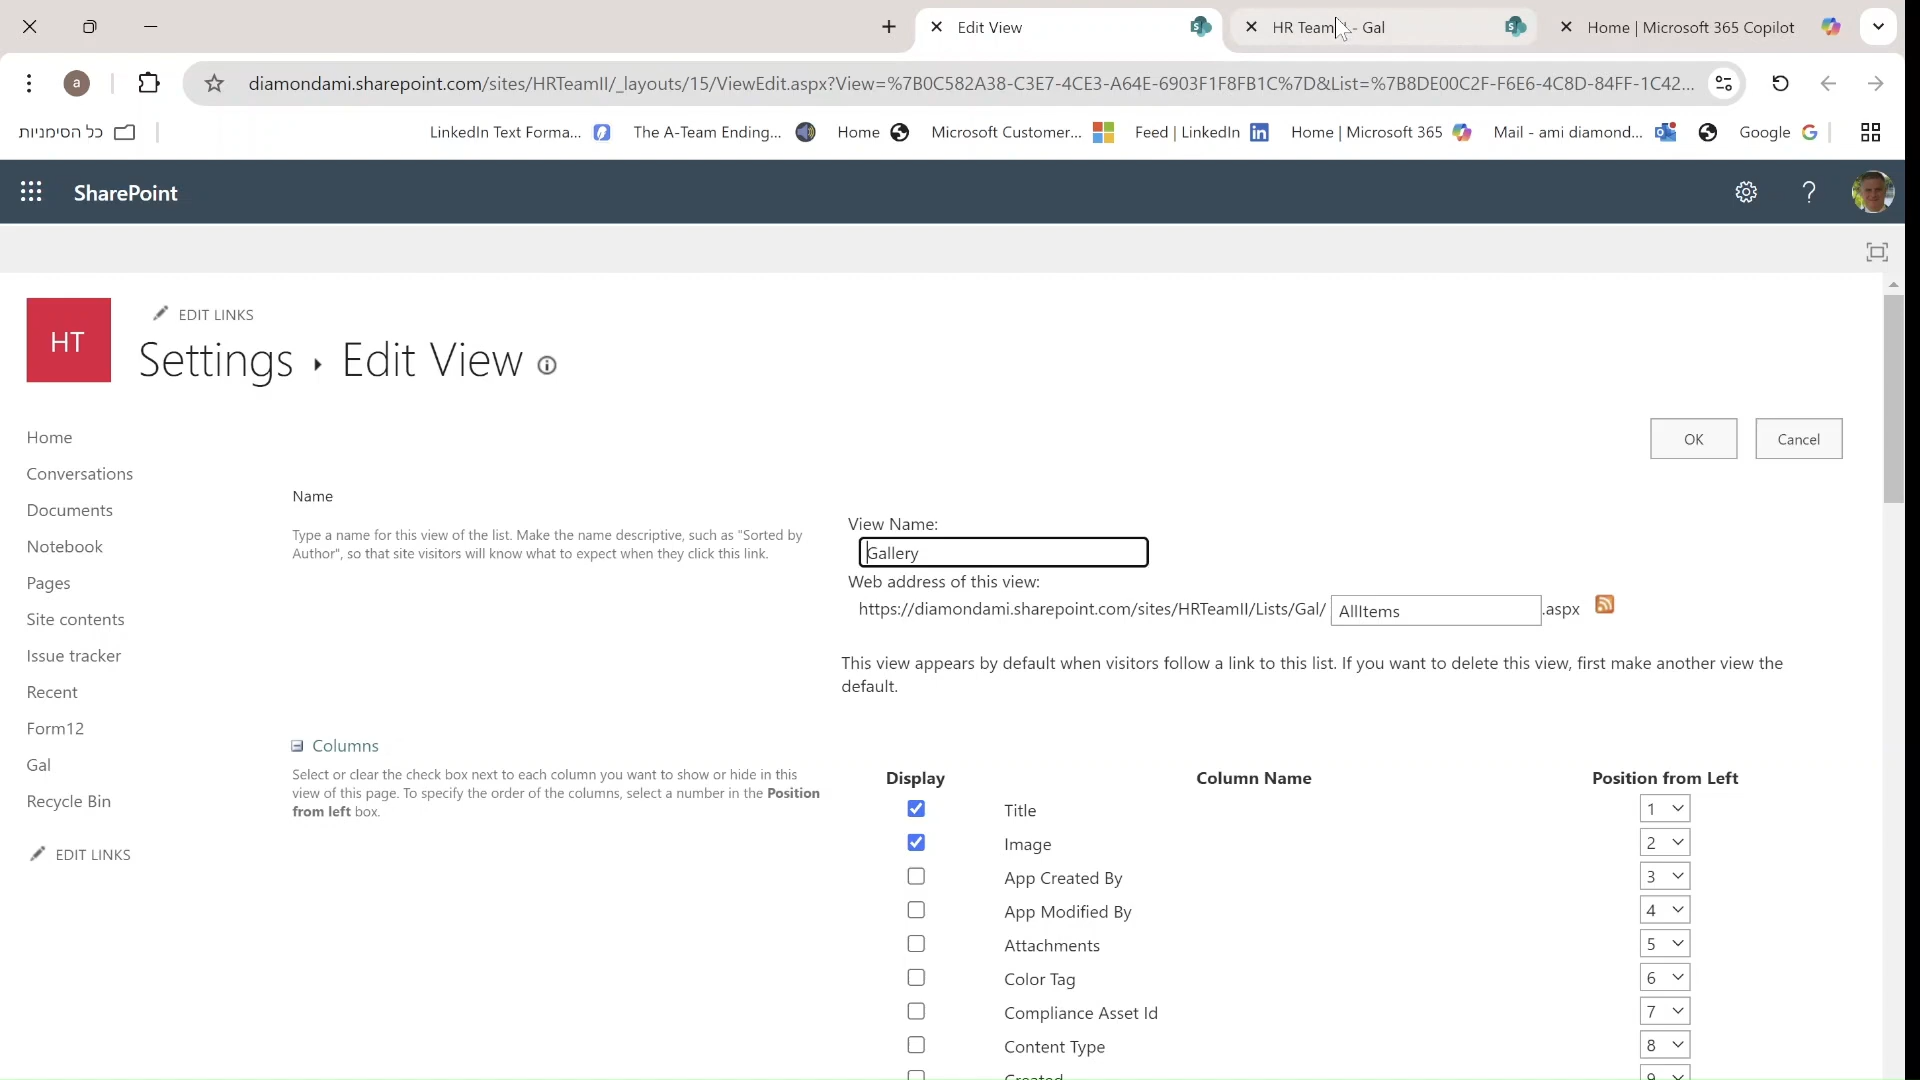 Edit View
HR Team - Gal
Home | Microsoft 365 Copilot
a
diamondami.sharepoint.com/sites/HRTeamII/_layouts/15/ViewEdit.aspx?View=%7B0C582A38-C3E7-4CE3-A64E-6903F1F8FB1C%7D&List=%7B8DE00C2F-F6E6-4C8D-84FF-1C42...
כל הסימניות
LinkedIn Text Forma...
The A-Team Ending...
Home
Microsoft Customer...
Feed | LinkedIn
Home | Microsoft 365
Mail - ami diamond...
Google
SharePoint
HT
EDIT LINKS
Settings ▸ Edit View
Home
Conversations
Documents
Notebook
Pages
Site contents
Issue tracker
Recent
Form12
Gal
Recycle Bin
EDIT LINKS
OK
Cancel
Name
Type a name for this view of the list. Make the name descriptive, such as "Sorted by
Author", so that site visitors will know what to expect when they click this link.
View Name:
Gallery
Web address of this view:
https://diamondami.sharepoint.com/sites/HRTeamII/Lists/Gal/ AllItems .aspx
This view appears by default when visitors follow a link to this list. If you want to delete this view, first make another view the
default.
Columns
Select or clear the check box next to each column you want to show or hide in this
view of this page. To specify the order of the columns, select a number in the Position
from left box.
Display Column Name Position from Left
Title 1
Image 2
App Created By 3
App Modified By 4
Attachments 5
Color Tag 6
Compliance Asset Id 7
Content Type 8
Created 9